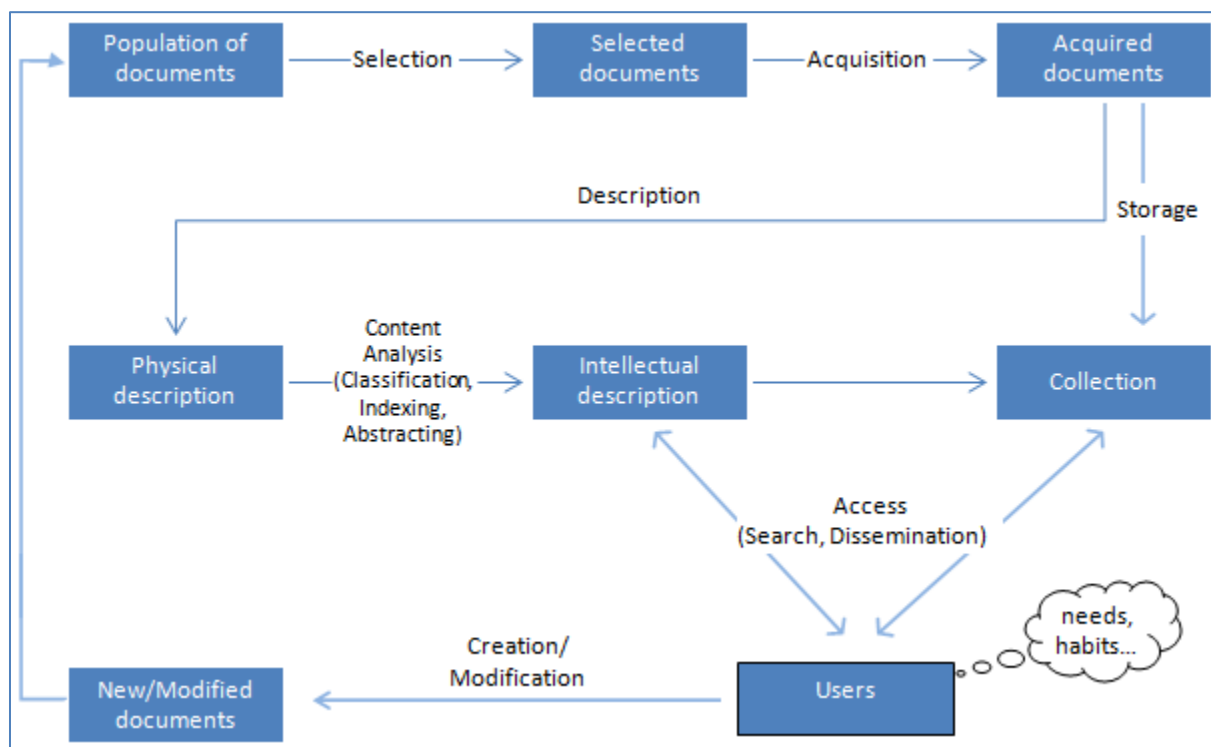 Population of
documents
Selection
Selected
documents
Acquisition
Acquired
documents
Description
Storage
Physical
description
Content
Analysis
(Classification,
Indexing,
Abstracting)
Intellectual
description
Collection
Access
(Search, Dissemination)
needs,
habits...
Creation/
Modification
New/Modified
documents
Users